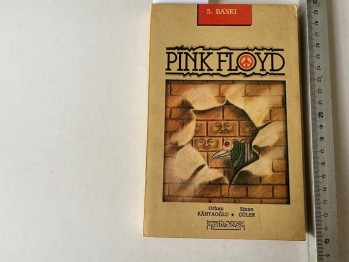 5. BASKI
PINK FLOYD
Orhan Sinan
KÂHYAOĞLU ★ GÜLER